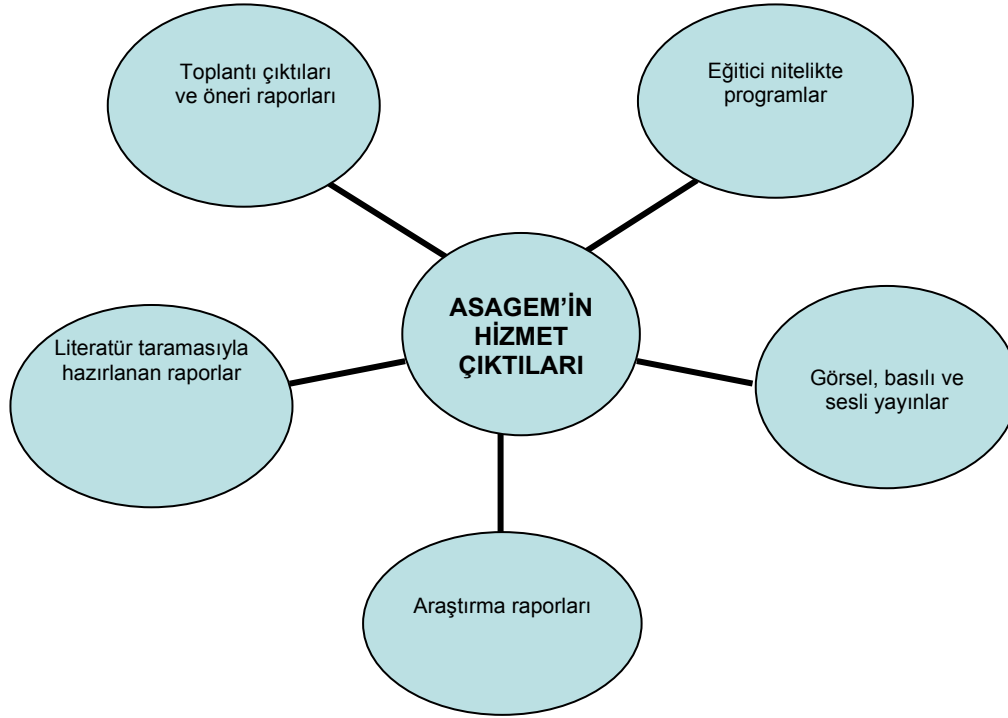 Toplantı çıktıları
ve öneri raporları
Eğitici nitelikte
programlar
ASAGEM’İN
HİZMET
ÇIKTILARI
Literatür taramasıyla
hazırlanan raporlar
Görsel, basılı ve
sesli yayınlar
Araştırma raporları